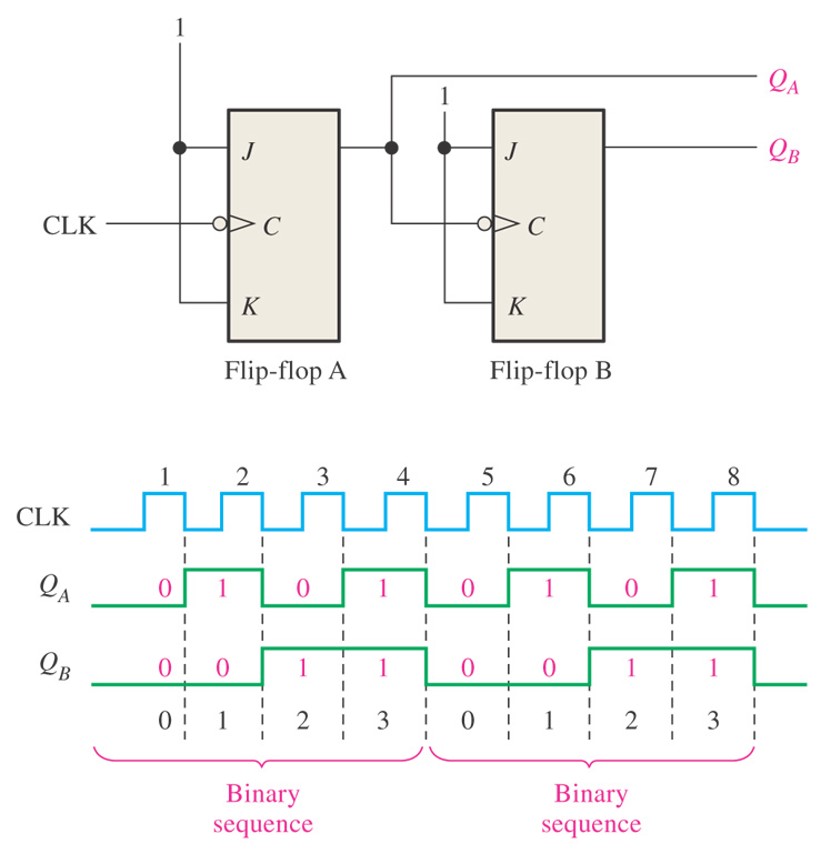 1
Q_A
1
J
J
Q_B
CLK
C
C
K
K
Flip-flop A
Flip-flop B
1 2 3 4 5 6 7 8
CLK
Q_A 0 1 0 1 0 1 0 1
Q_B 0 0 1 1 0 0 1 1
0 1 2 3 0 1 2 3
Binary
sequence
Binary
sequence